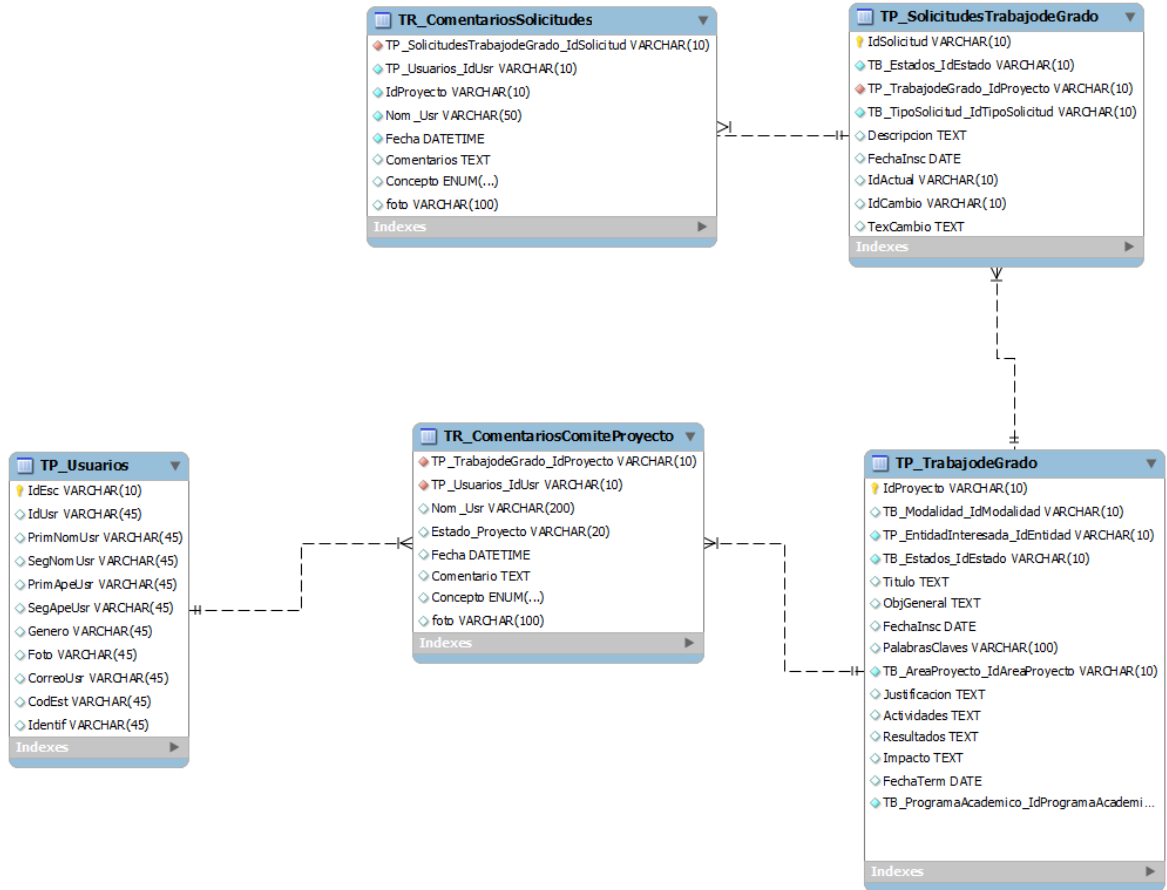 TR_ComentariosSolicitudes
TP_SolicitudesTrabajodeGrado_IdSolicitud VARCHAR(10)
TP_Usuarios_IdUsr VARCHAR(10)
IdProyecto VARCHAR(10)
Nom_Usr VARCHAR(50)
Fecha DATETIME
Comentarios TEXT
Concepto ENUM(...)
foto VARCHAR(100)
Indexes
TP_SolicitudesTrabajodeGrado
IdSolicitud VARCHAR(10)
TB_Estados_IdEstado VARCHAR(10)
TP_TrabajodeGrado_IdProyecto VARCHAR(10)
TB_TipoSolicitud_IdTipoSolicitud VARCHAR(10)
Descripcion TEXT
FechaInsc DATE
IdActual VARCHAR(10)
IdCambio VARCHAR(10)
TexCambio TEXT
Indexes
TP_Usuarios
IdEsc VARCHAR(10)
IdUsr VARCHAR(45)
PrimNomUsr VARCHAR(45)
SegNomUsr VARCHAR(45)
PrimApeUsr VARCHAR(45)
SegApeUsr VARCHAR(45)
Genero VARCHAR(45)
Foto VARCHAR(45)
CorreoUsr VARCHAR(45)
CodEst VARCHAR(45)
Identif VARCHAR(45)
Indexes
TR_ComentariosComiteProyecto
TP_TrabajodeGrado_IdProyecto VARCHAR(10)
TP_Usuarios_IdUsr VARCHAR(10)
Nom_Usr VARCHAR(200)
Estado_Proyecto VARCHAR(20)
Fecha DATETIME
Comentario TEXT
Concepto ENUM(...)
foto VARCHAR(100)
Indexes
TP_TrabajodeGrado
IdProyecto VARCHAR(10)
TB_Modalidad_IdModalidad VARCHAR(10)
TP_EntidadInteresada_IdEntidad VARCHAR(10)
TB_Estados_IdEstado VARCHAR(10)
Titulo TEXT
ObjGeneral TEXT
FechaInsc DATE
PalabrasClaves VARCHAR(100)
TB_AreaProyecto_IdAreaProyecto VARCHAR(10)
Justificacion TEXT
Actividades TEXT
Resultados TEXT
Impacto TEXT
FechaTerm DATE
TB_ProgramaAcademico_IdProgramaAcademi...
Indexes